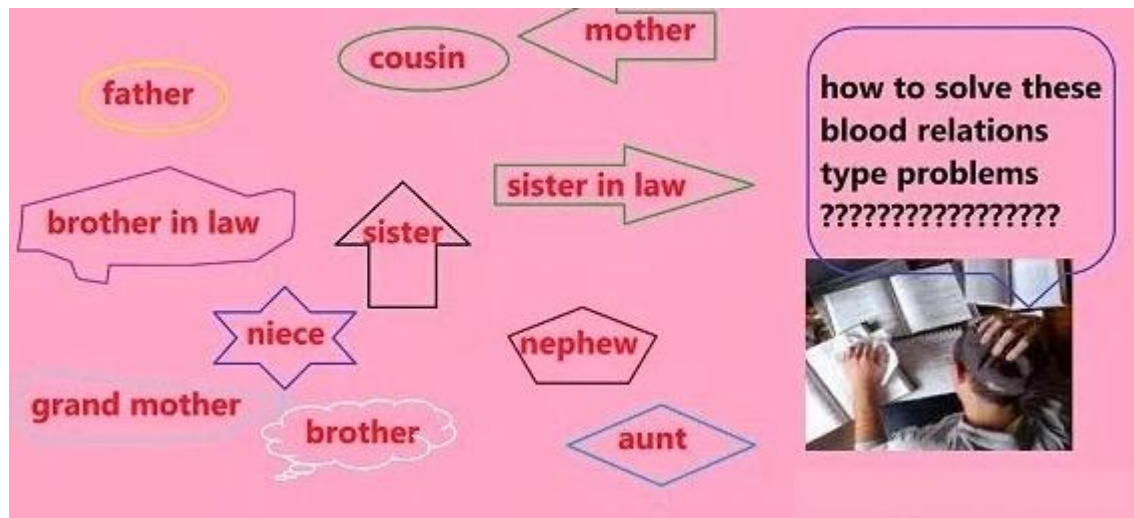 mother
cousin
father
how to solve these
blood relations
type problems
?????????????????
sister in law
brother in law
sister
niece
nephew
grand mother
brother
aunt